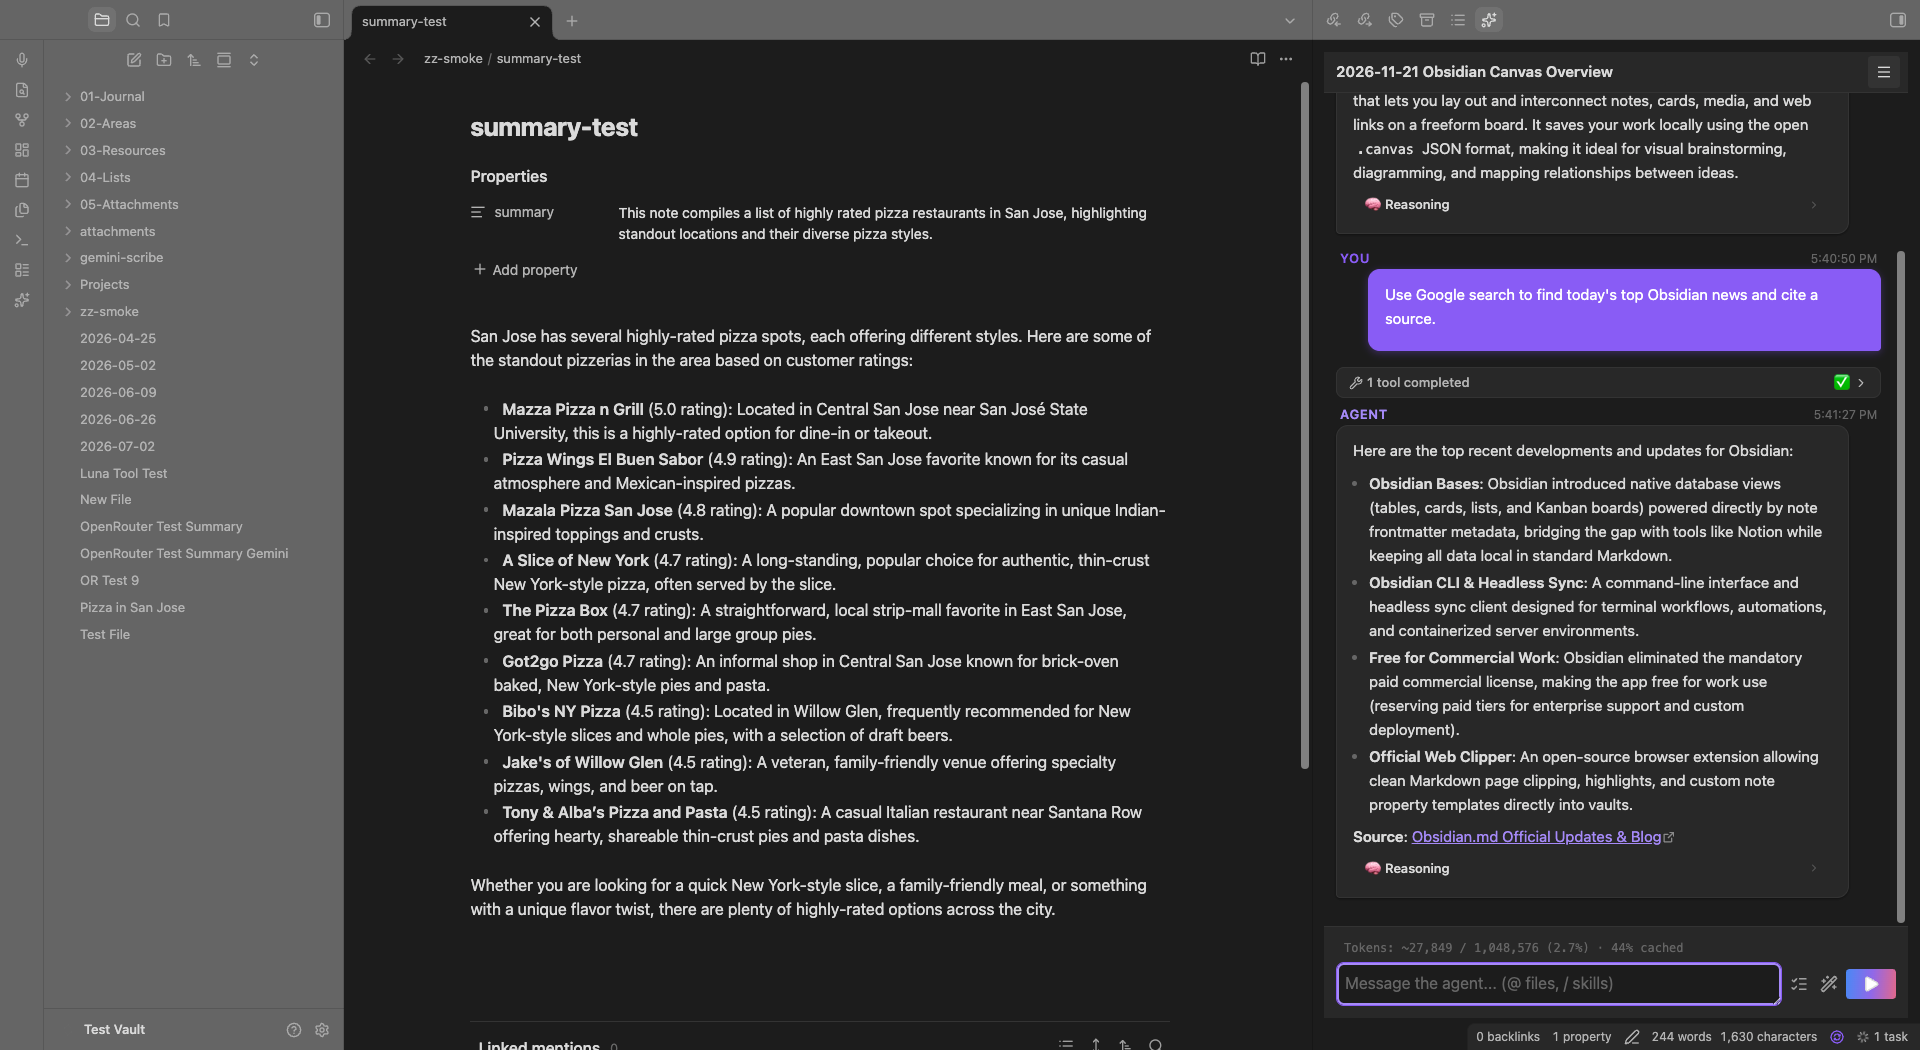 summary-test
zz-smoke / summary-test
01-Journal
02-Areas
03-Resources
04-Lists
05-Attachments
attachments
gemini-scribe
Projects
zz-smoke
2026-04-25
2026-05-02
2026-06-09
2026-06-26
2026-07-02
Luna Tool Test
New File
OpenRouter Test Summary
OpenRouter Test Summary Gemini
OR Test 9
Pizza in San Jose
Test File
Test Vault
summary-test
Properties
summary
This note compiles a list of highly rated pizza restaurants in San Jose, highlighting
standout locations and their diverse pizza styles.
Add property
San Jose has several highly-rated pizza spots, each offering different styles. Here are some of
the standout pizzerias in the area based on customer ratings:
Mazza Pizza n Grill (5.0 rating): Located in Central San Jose near San José State
University, this is a highly-rated option for dine-in or takeout.
Pizza Wings El Buen Sabor (4.9 rating): An East San Jose favorite known for its casual
atmosphere and Mexican-inspired pizzas.
Mazala Pizza San Jose (4.8 rating): A popular downtown spot specializing in unique Indian-
inspired toppings and crusts.
A Slice of New York (4.7 rating): A long-standing, popular choice for authentic, thin-crust
New York-style pizza, often served by the slice.
The Pizza Box (4.7 rating): A straightforward, local strip-mall favorite in East San Jose,
great for both personal and large group pies.
Got2go Pizza (4.7 rating): An informal shop in Central San Jose known for brick-oven
baked, New York-style pies and pasta.
Bibo's NY Pizza (4.5 rating): Located in Willow Glen, frequently recommended for New
York-style slices and whole pies, with a selection of draft beers.
Jake's of Willow Glen (4.5 rating): A veteran, family-friendly venue offering specialty
pizzas, wings, and beer on tap.
Tony & Alba's Pizza and Pasta (4.5 rating): A casual Italian restaurant near Santana Row
offering hearty, shareable thin-crust pies and pasta dishes.
Whether you are looking for a quick New York-style slice, a family-friendly meal, or something
with a unique flavor twist, there are plenty of highly-rated options across the city.
Linked mentions 0
2026-11-21 Obsidian Canvas Overview
that lets you lay out and interconnect notes, cards, media, and web
links on a freeform board. It saves your work locally using the open
.canvas JSON format, making it ideal for visual brainstorming,
diagramming, and mapping relationships between ideas.
Reasoning
YOU 5:40:50 PM
Use Google search to find today's top Obsidian news and cite a
source.
1 tool completed
AGENT 5:41:27 PM
Here are the top recent developments and updates for Obsidian:
Obsidian Bases: Obsidian introduced native database views
(tables, cards, lists, and Kanban boards) powered directly by note
frontmatter metadata, bridging the gap with tools like Notion while
keeping all data local in standard Markdown.
Obsidian CLI & Headless Sync: A command-line interface and
headless sync client designed for terminal workflows, automations,
and containerized server environments.
Free for Commercial Work: Obsidian eliminated the mandatory
paid commercial license, making the app free for work use
(reserving paid tiers for enterprise support and custom
deployment).
Official Web Clipper: An open-source browser extension allowing
clean Markdown page clipping, highlights, and custom note
property templates directly into vaults.
Source: Obsidian.md Official Updates & Blog
Reasoning
Tokens: ~27,849 / 1,048,576 (2.7%) · 44% cached
Message the agent... (@ files, / skills)
0 backlinks 1 property 244 words 1,630 characters 1 task